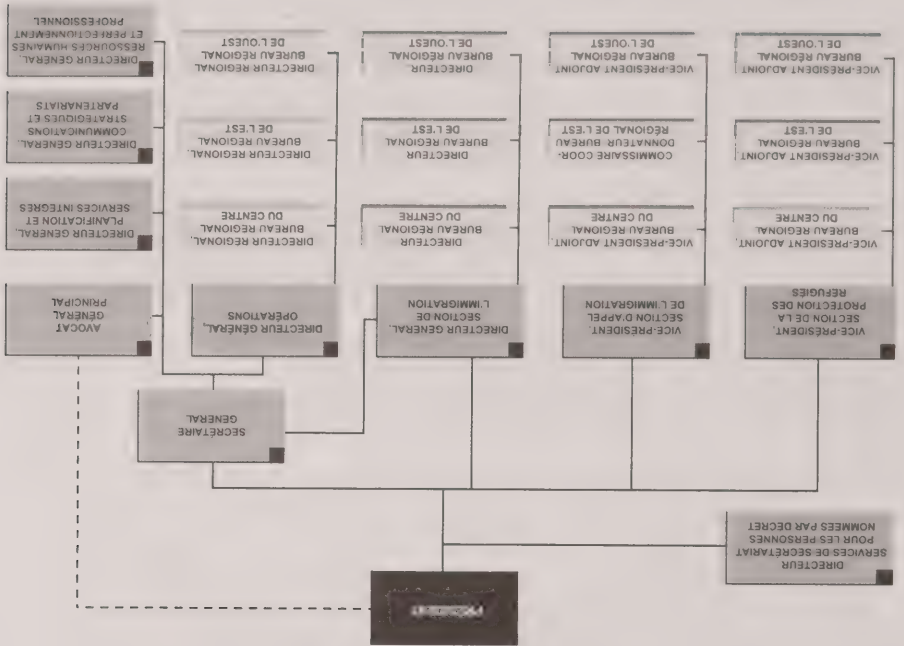 DIRECTEUR
SERVICES DE SECRÉTARIAT
POUR LES PERSONNES
NOMMÉES PAR DÉCRET
SECRÉTAIRE
GÉNÉRAL
VICE-PRÉSIDENT,
SECTION DE LA
PROTECTION DES
RÉFUGIÉS
VICE-PRÉSIDENT,
SECTION D'APPEL
DE L'IMMIGRATION
DIRECTEUR GÉNÉRAL,
SECTION DE
L'IMMIGRATION
DIRECTEUR GÉNÉRAL,
OPÉRATIONS
AVOCAT
GÉNÉRAL
PRINCIPAL
VICE-PRÉSIDENT ADJOINT,
BUREAU RÉGIONAL
DU CENTRE
VICE-PRÉSIDENT ADJOINT,
BUREAU RÉGIONAL
DU CENTRE
DIRECTEUR
BUREAU RÉGIONAL
DU CENTRE
DIRECTEUR RÉGIONAL,
BUREAU RÉGIONAL
DU CENTRE
DIRECTEUR GÉNÉRAL,
PLANIFICATION ET
SERVICES INTÉGRÉS
VICE-PRÉSIDENT ADJOINT,
BUREAU RÉGIONAL
DE L'EST
COMMISSAIRE COOR-
DONNATEUR BUREAU
RÉGIONAL DE L'EST
DIRECTEUR
BUREAU RÉGIONAL
DE L'EST
DIRECTEUR RÉGIONAL,
BUREAU RÉGIONAL
DE L'EST
DIRECTEUR GÉNÉRAL,
COMMUNICATIONS
STRATÉGIQUES ET
PARTENARIATS
VICE-PRÉSIDENT ADJOINT
BUREAU RÉGIONAL
DE L'OUEST
VICE-PRÉSIDENT ADJOINT
BUREAU RÉGIONAL
DE L'OUEST
DIRECTEUR,
BUREAU RÉGIONAL
DE L'OUEST
DIRECTEUR RÉGIONAL
BUREAU RÉGIONAL
DE L'OUEST
DIRECTEUR GÉNÉRAL,
RESSOURCES HUMAINES
ET PERFECTIONNEMENT
PROFESSIONNEL